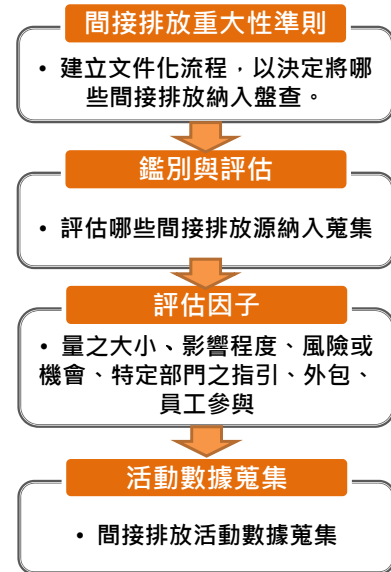 間接排放重大性準則
• 建立文件化流程，以決定將哪
些間接排放納入盤查。
鑑別與評估
• 評估哪些間接排放源納入蒐集
評估因子
• 量之大小、影響程度、風險或
機會、特定部門之指引、外包、
員工參與
活動數據蒐集
• 間接排放活動數據蒐集